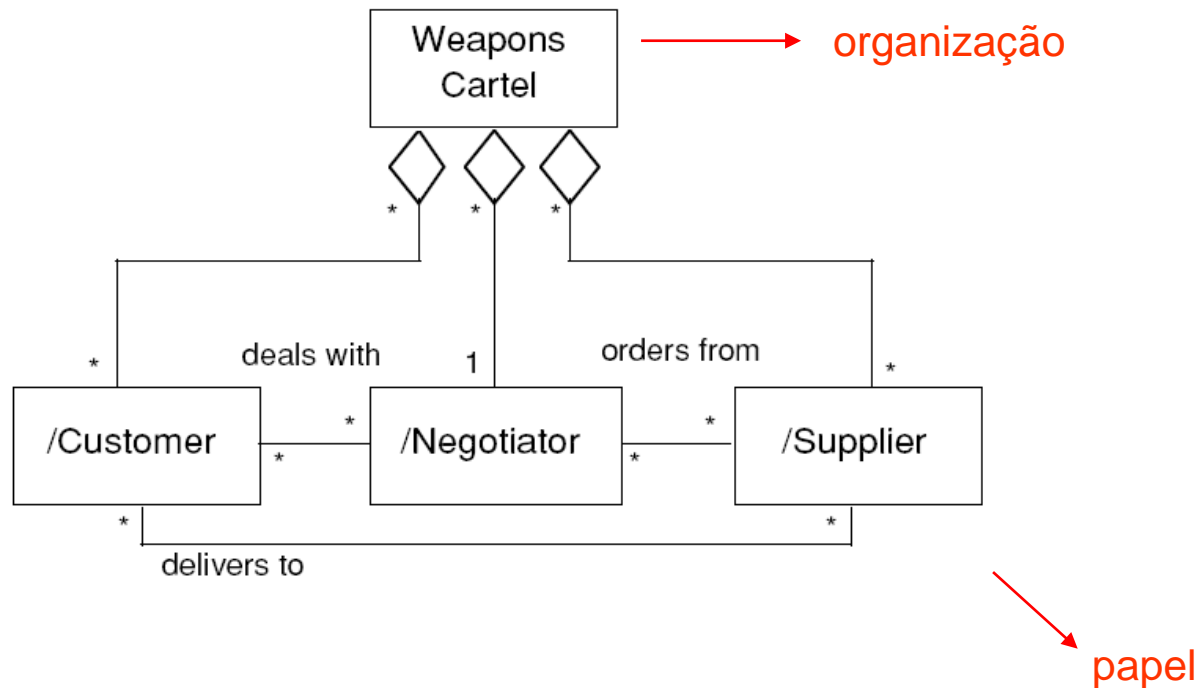 Weapons
Cartel
organização
* * *
deals with
orders from
* 1 *
/Customer
/Negotiator
/Supplier
* *
* *
* *
delivers to
papel